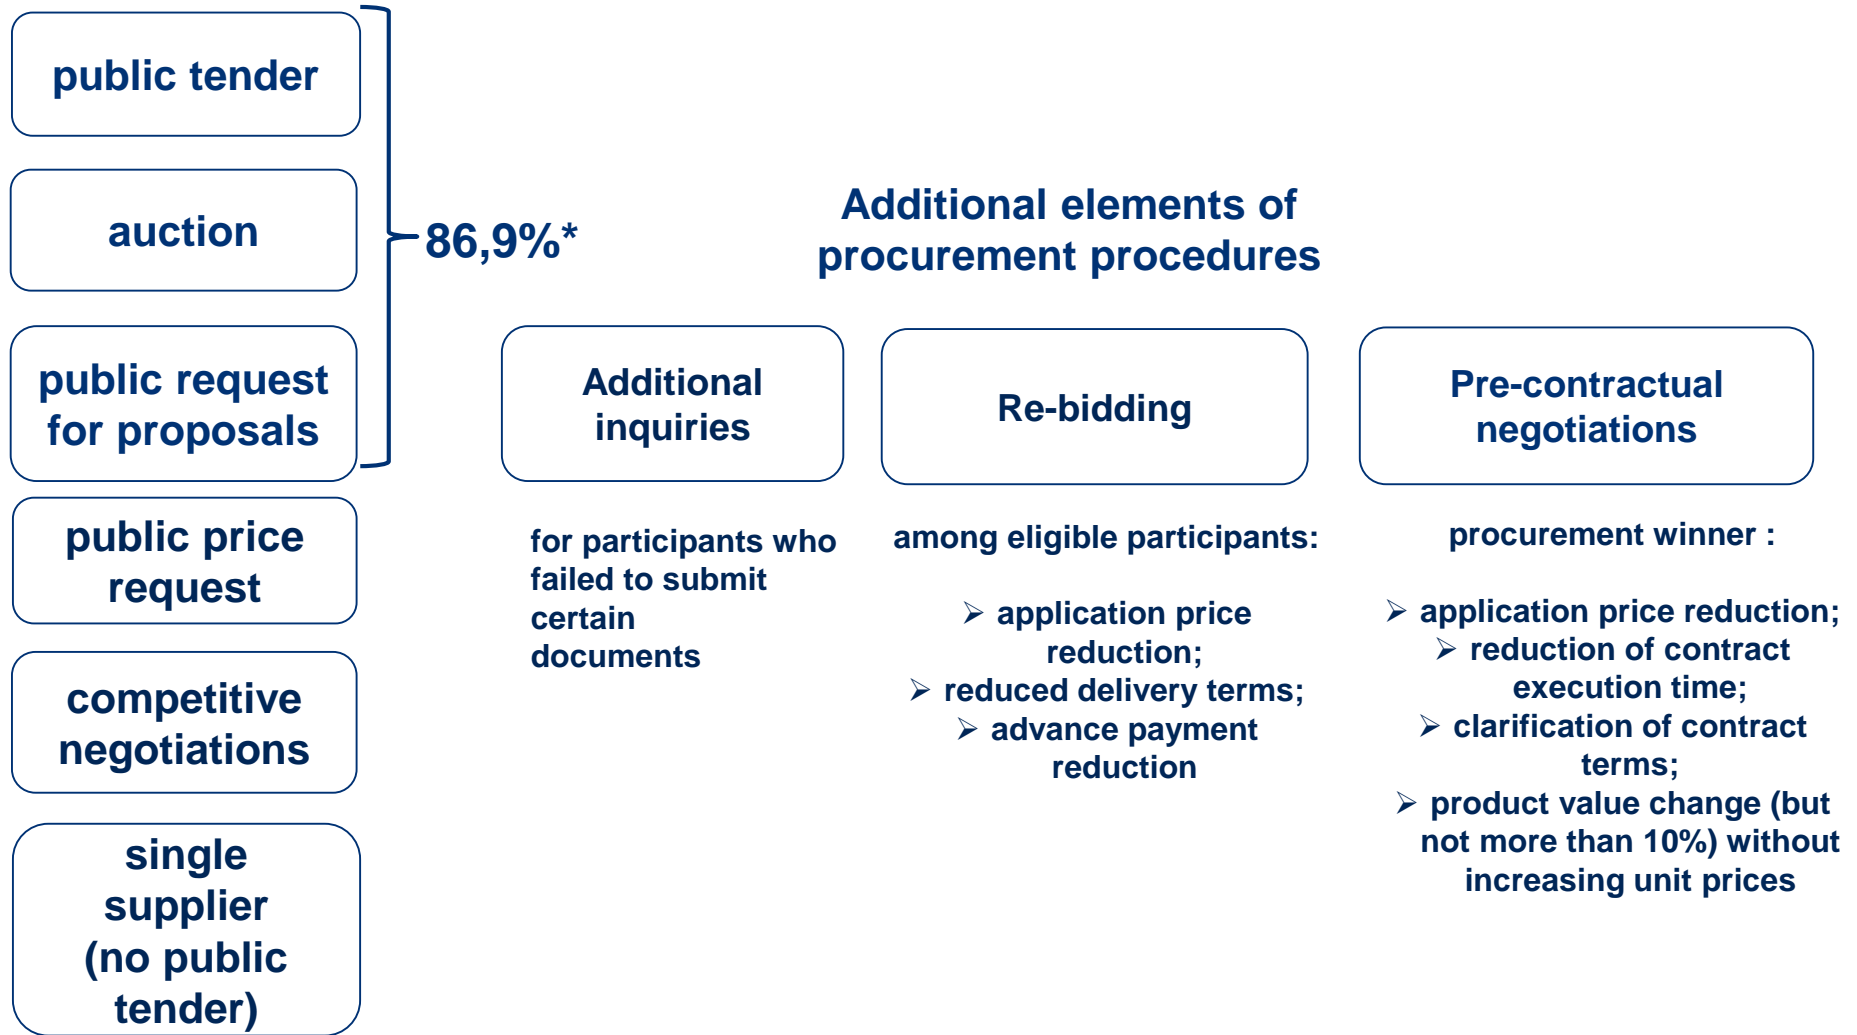 public tender
auction
public request
for proposals
public price
request
competitive
negotiations
single
supplier
(no public
tender)
86,9%*
Additional elements of
procurement procedures
Additional
inquiries
for participants who
failed to submit
certain
documents
Re-bidding
among eligible participants:
➢ application price
reduction;
➢ reduced delivery terms;
➢ advance payment
reduction
Pre-contractual
negotiations
procurement winner :
➢ application price reduction;
➢ reduction of contract
execution time;
➢ clarification of contract
terms;
➢ product value change (but
not more than 10%) without
increasing unit prices